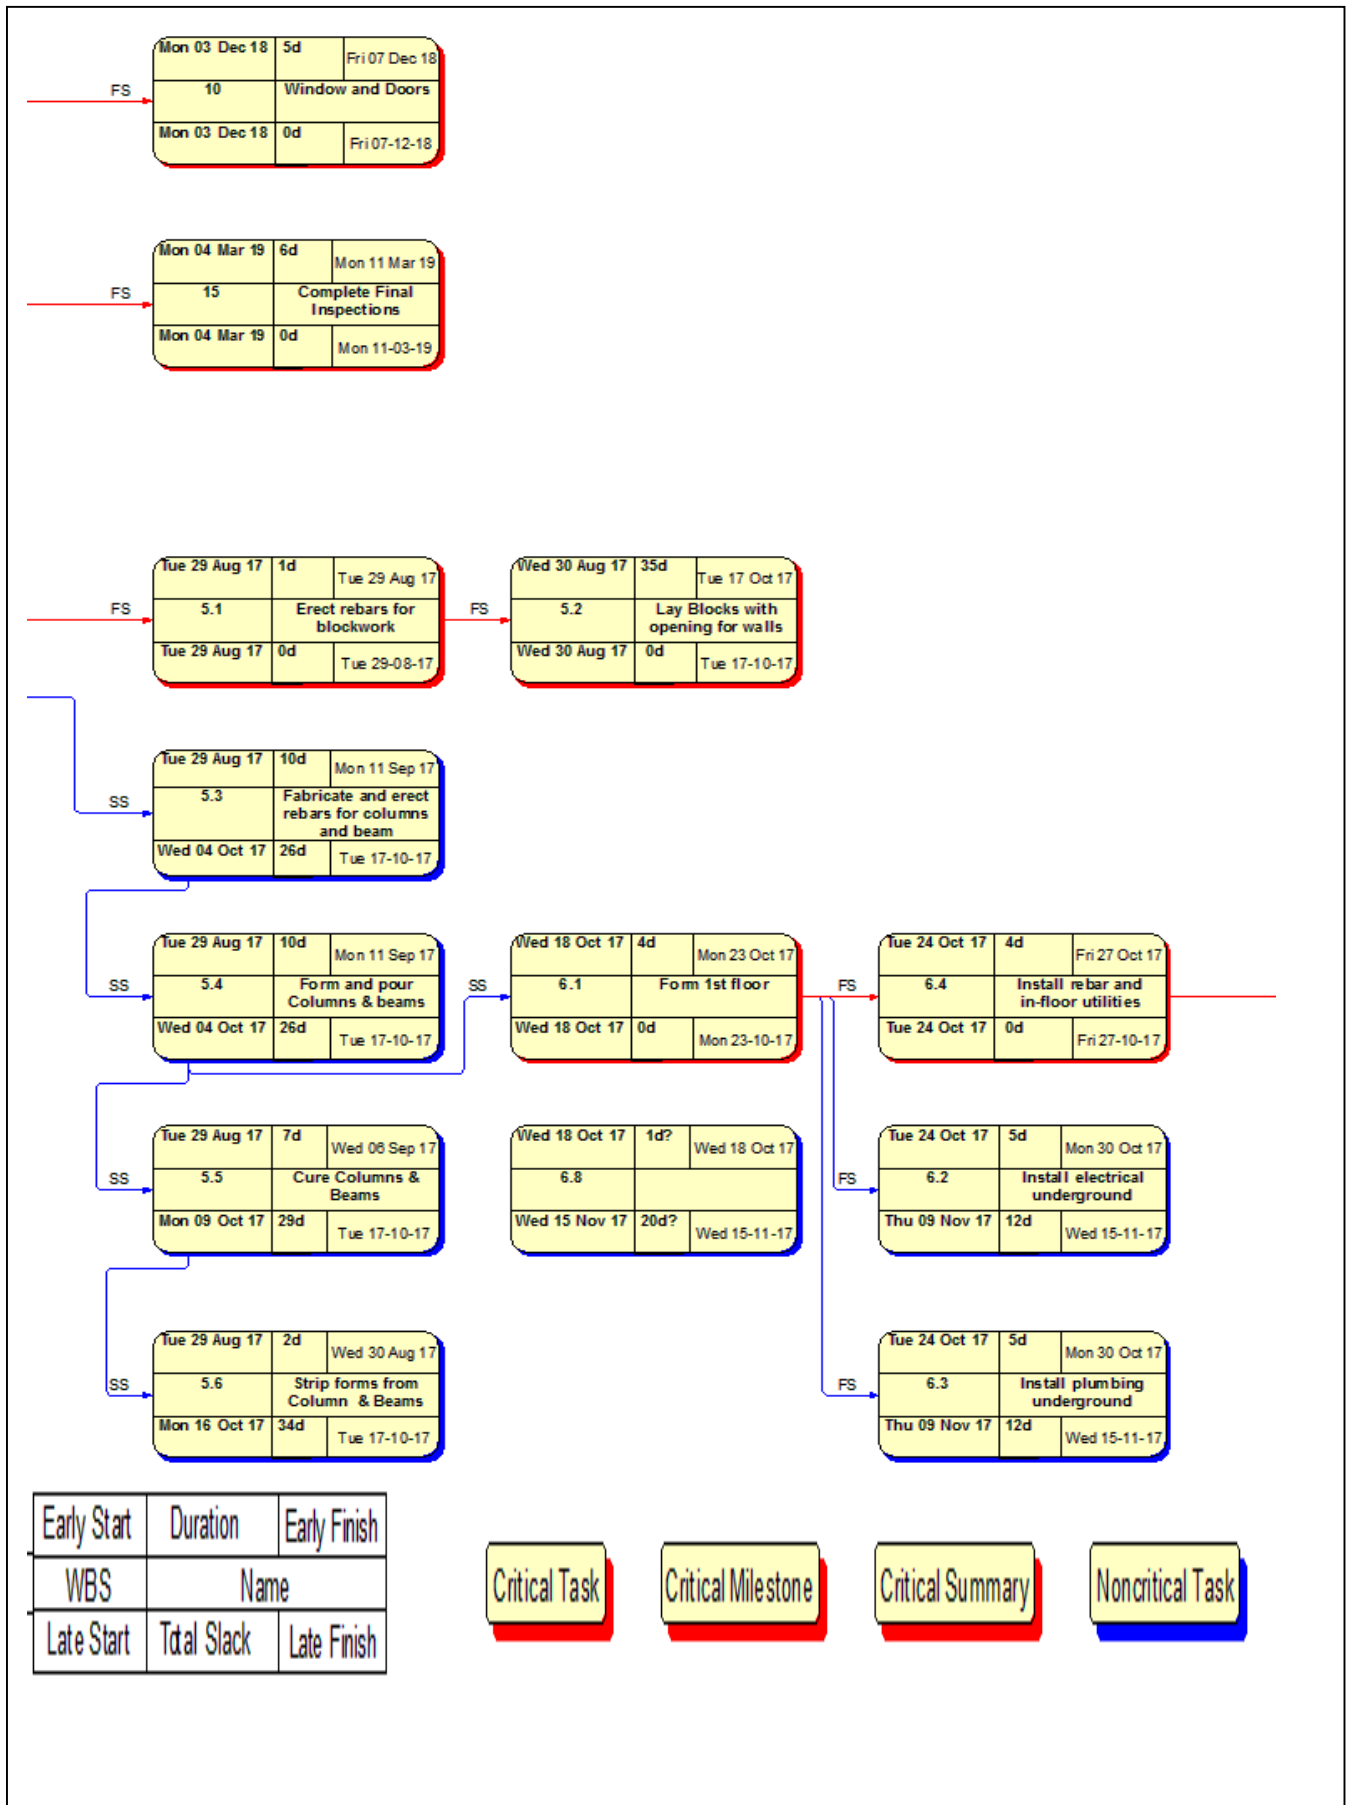 Mon 03 Dec 18 5d Fri 07 Dec 18
FS 10 Window and Doors
Mon 03 Dec 18 0d Fri 07-12-18
Mon 04 Mar 19 6d Mon 11 Mar 19
FS 15 Complete Final
Inspections
Mon 04 Mar 19 0d Mon 11-03-19
Tue 29 Aug 17 1d Tue 29 Aug 17
FS 5.1 Erect rebars for
blockwork
Tue 29 Aug 17 0d Tue 29-08-17
Wed 30 Aug 17 35d Tue 17 Oct 17
FS 5.2 Lay Blocks with
opening for walls
Wed 30 Aug 17 0d Tue 17-10-17
Tue 29 Aug 17 10d Mon 11 Sep 17
SS 5.3 Fabricate and erect
rebars for columns
and beam
Wed 04 Oct 17 26d Tue 17-10-17
Tue 29 Aug 17 10d Mon 11 Sep 17
SS 5.4 Form and pour
Columns & beams
Wed 04 Oct 17 26d Tue 17-10-17
Wed 18 Oct 17 4d Mon 23 Oct 17
SS 6.1 Form 1st floor
Wed 18 Oct 17 0d Mon 23-10-17
Tue 24 Oct 17 4d Fri 27 Oct 17
FS 6.4 Install rebar and
in-floor utilities
Tue 24 Oct 17 0d Fri 27-10-17
Tue 29 Aug 17 7d Wed 06 Sep 17
SS 5.5 Cure Columns &
Beams
Mon 09 Oct 17 29d Tue 17-10-17
Wed 18 Oct 17 1d? Wed 18 Oct 17
6.8
Wed 15 Nov 17 20d? Wed 15-11-17
Tue 24 Oct 17 5d Mon 30 Oct 17
FS 6.2 Install electrical
underground
Thu 09 Nov 17 12d Wed 15-11-17
Tue 29 Aug 17 2d Wed 30 Aug 17
SS 5.6 Strip forms from
Column & Beams
Mon 16 Oct 17 34d Tue 17-10-17
Tue 24 Oct 17 5d Mon 30 Oct 17
FS 6.3 Install plumbing
underground
Thu 09 Nov 17 12d Wed 15-11-17
Early Start Duration Early Finish
WBS Name
Late Start Total Slack Late Finish
Critical Task
Critical Milestone
Critical Summary
Noncritical Task